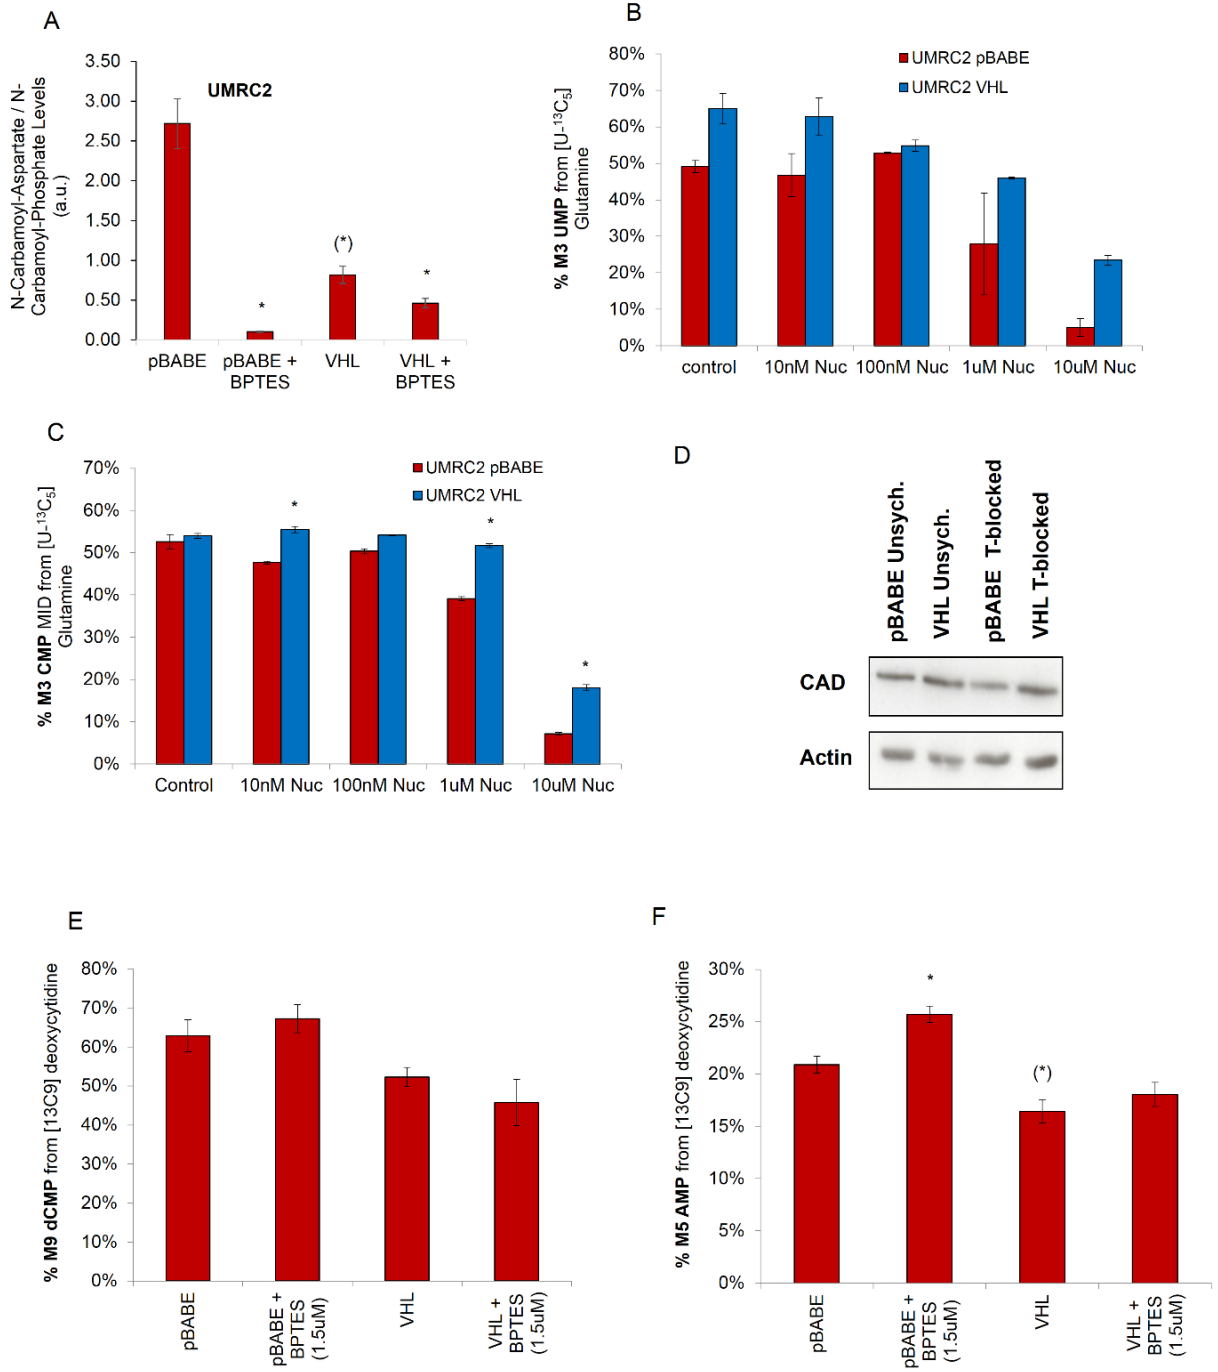 A
N-Carbamoyl-Aspartate / N-
Carbamoyl-Phosphate Levels
(a.u.)
3.50
3.00
2.50
2.00
1.50
1.00
0.50
0.00
UMRC2
*
(*)
*
pBABE
pBABE +
BPTES
VHL
VHL +
BPTES
B
% M3 UMP from [U-¹³C₅]
Glutamine
80%
70%
60%
50%
40%
30%
20%
10%
0%
UMRC2 pBABE
UMRC2 VHL
control
10nM Nuc
100nM Nuc
1uM Nuc
10uM Nuc
C
% M3 CMP MID from [U-¹³C₅]
Glutamine
70%
60%
50%
40%
30%
20%
10%
0%
UMRC2 pBABE
UMRC2 VHL
*
*
*
Control
10nM Nuc
100nM Nuc
1uM Nuc
10uM Nuc
D
pBABE Unsych.
VHL Unsych.
pBABE T-blocked
VHL T-blocked
CAD
Actin
E
% M9 dCMP from [13C9] deoxycytidine
80%
70%
60%
50%
40%
30%
20%
10%
0%
pBABE
pBABE +
BPTES
(1.5uM)
VHL
VHL +
BPTES
(1.5uM)
F
% M5 AMP from [13C9] deoxycytidine
30%
25%
20%
15%
10%
5%
0%
*
(*)
pBABE
pBABE +
BPTES
(1.5uM)
VHL
VHL +
BPTES
(1.5uM)